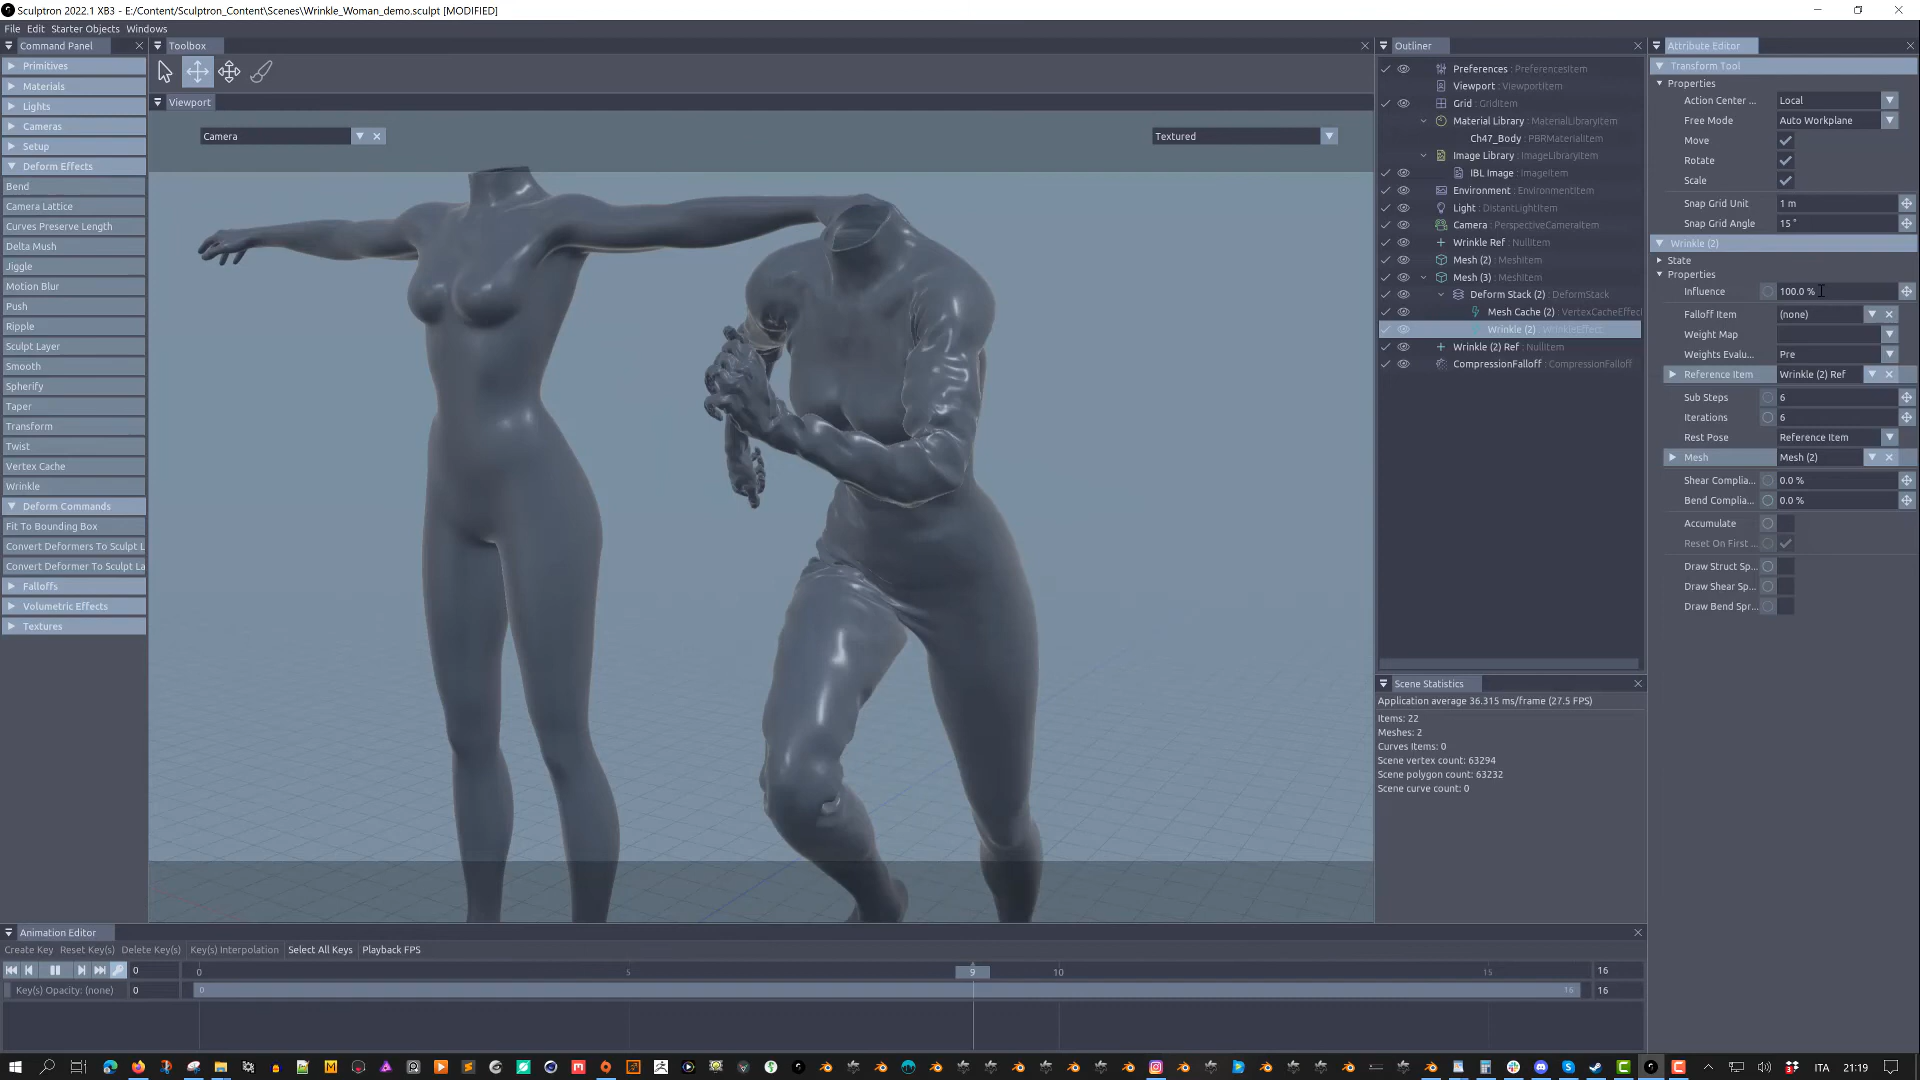 Sculptron 2022.1 XB3 - E:/Content/Sculptron_Content\Scenes\Wrinkle_Woman_demo.sculpt [MODIFIED]
File Edit Starter Objects Windows
Command Panel
Primitives
Materials
Lights
Cameras
Setup
Deform Effects
Bend
Camera Lattice
Curves Preserve Length
Delta Mush
Jiggle
Motion Blur
Push
Ripple
Sculpt Layer
Smooth
Spherify
Taper
Transform
Twist
Vertex Cache
Wrinkle
Deform Commands
Fit To Bounding Box
Convert Deformers To Sculpt L
Convert Deformer To Sculpt La
Falloffs
Volumetric Effects
Textures
Toolbox
Viewport
Camera
Textured
Outliner
Preferences : PreferencesItem
Viewport : ViewportItem
Grid : GridItem
Material Library : MaterialLibraryItem
Ch47_Body : PBRMaterialItem
Image Library : ImageLibraryItem
IBL Image : ImageItem
Environment : EnvironmentItem
Light : DistantLightItem
Camera : PerspectiveCameraItem
Wrinkle Ref : NullItem
Mesh (2) : MeshItem
Mesh (3) : MeshItem
Deform Stack (2) : DeformStack
Mesh Cache (2) : VertexCacheEffec
Wrinkle (2) : WrinkleEffect
Wrinkle (2) Ref : NullItem
CompressionFalloff : CompressionFalloff
Scene Statistics
Application average 36.315 ms/frame (27.5 FPS)
Items: 22
Meshes: 2
Curves Items: 0
Scene vertex count: 63294
Scene polygon count: 63232
Scene curve count: 0
Attribute Editor
Transform Tool
Properties
Action Center ... Local
Free Mode Auto Workplane
Move
Rotate
Scale
Snap Grid Unit 1 m
Snap Grid Angle 15 °
Wrinkle (2)
State
Properties
Influence 100.0 %
Falloff Item (none)
Weight Map
Weights Evalu... Pre
Reference Item Wrinkle (2) Ref
Sub Steps 6
Iterations 6
Rest Pose Reference Item
Mesh Mesh (2)
Shear Complia... 0.0 %
Bend Complia... 0.0 %
Accumulate
Reset On First ...
Draw Struct Sp...
Draw Shear Sp...
Draw Bend Spr...
Animation Editor
Create Key Reset Key(s) Delete Key(s) Key(s) Interpolation Select All Keys Playback FPS
0 0 5 9 10 15 16
Key(s) Opacity: (none) 0 0 16 16
ITA 21:19